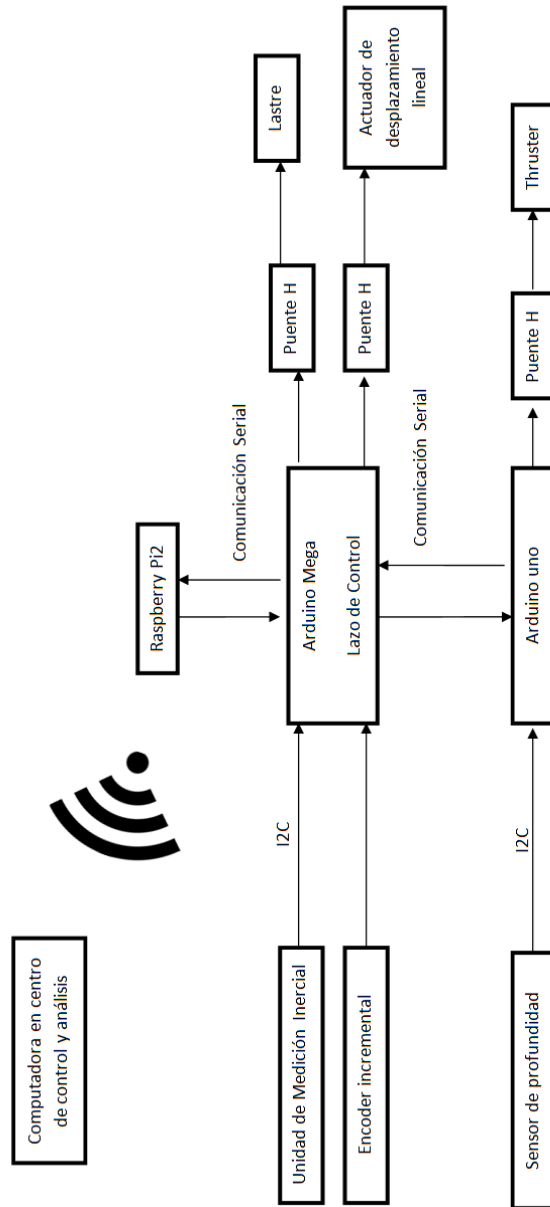 Computadora en centro
de control y análisis
Raspberry Pi2
Comunicación Serial
Unidad de Medición Inercial
I2C
Encoder incremental
Arduino Mega
Lazo de Control
Puente H
Lastre
Puente H
Actuador de
desplazamiento
lineal
Comunicación Serial
Sensor de profundidad
I2C
Arduino uno
Puente H
Thruster